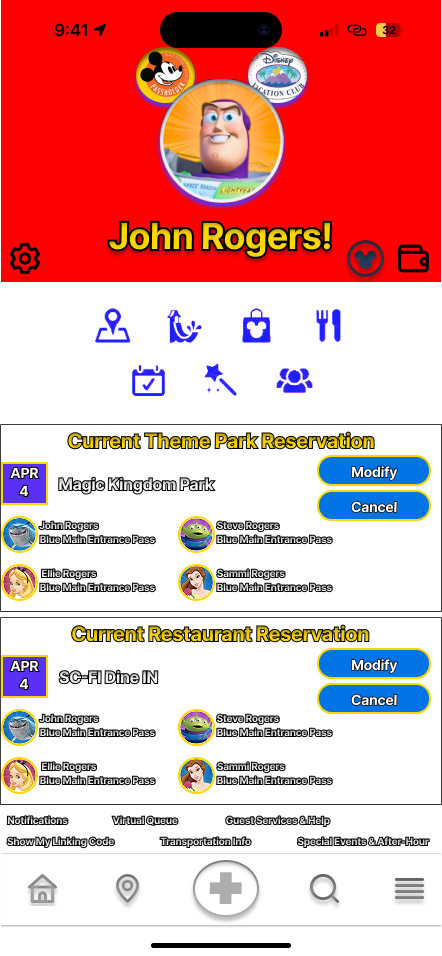 9:41
32
PASSHOLDER
Disney
VACATION CLUB
LIGHTYEAR
John Rogers!
Current Theme Park Reservation
APR
4
Magic Kingdom Park
Modify
Cancel
John Rogers
Blue Main Entrance Pass
Steve Rogers
Blue Main Entrance Pass
Ellie Rogers
Blue Main Entrance Pass
Sammi Rogers
Blue Main Entrance Pass
Current Restaurant Reservation
APR
4
SC-FI Dine IN
Modify
Cancel
John Rogers
Blue Main Entrance Pass
Steve Rogers
Blue Main Entrance Pass
Ellie Rogers
Blue Main Entrance Pass
Sammi Rogers
Blue Main Entrance Pass
Notifications Virtual Queue Guest Services & Help
Show My Linking Code Transportation Info Special Events & After-Hour